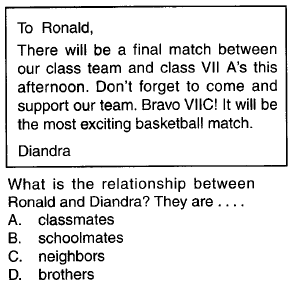 To Ronald,
There will be a final match between
our class team and class VII A's this
afternoon. Don't forget to come and
support our team. Bravo VIIC! It will be
the most exciting basketball match.
Diandra
What is the relationship between
Ronald and Diandra? They are . . . .
A. classmates
B. schoolmates
C. neighbors
D. brothers